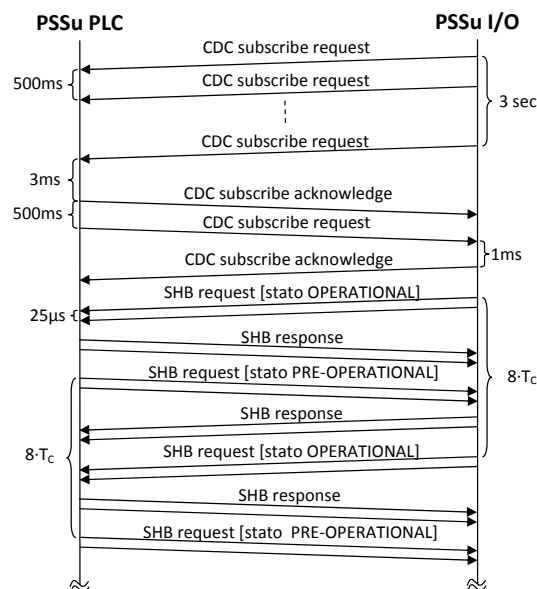 PSSu PLC PSSu I/O
CDC subscribe request
500ms
CDC subscribe request
3 sec
CDC subscribe request
3ms
CDC subscribe acknowledge
500ms
CDC subscribe request
1ms
CDC subscribe acknowledge
SHB request [stato OPERATIONAL]
25µs
SHB response
SHB request [stato PRE-OPERATIONAL]
8·TC
SHB response
8·TC
SHB request [stato OPERATIONAL]
SHB response
SHB request [stato PRE-OPERATIONAL]